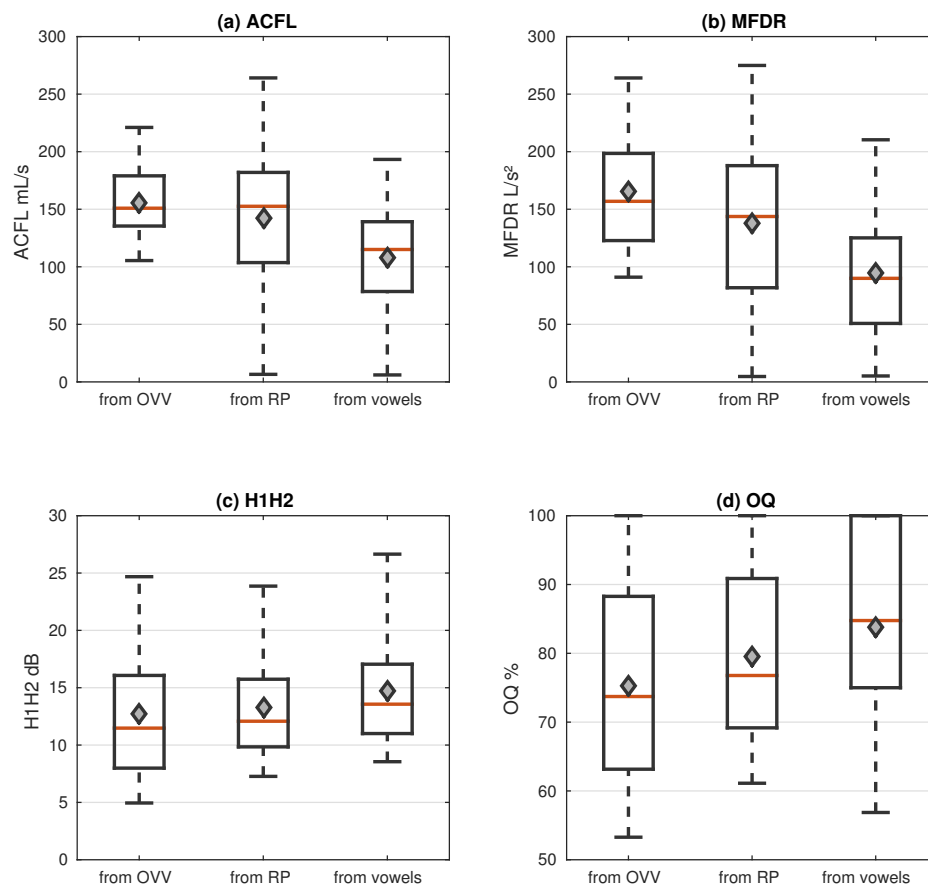 (a) ACFL
300
250
200
150
100
50
0
ACFL mL/s
from OVV from RP from vowels
(b) MFDR
300
250
200
150
100
50
0
MFDR L/s²
from OVV from RP from vowels
(c) H1H2
30
25
20
15
10
5
0
H1H2 dB
from OVV from RP from vowels
(d) OQ
100
90
80
70
60
50
OQ %
from OVV from RP from vowels